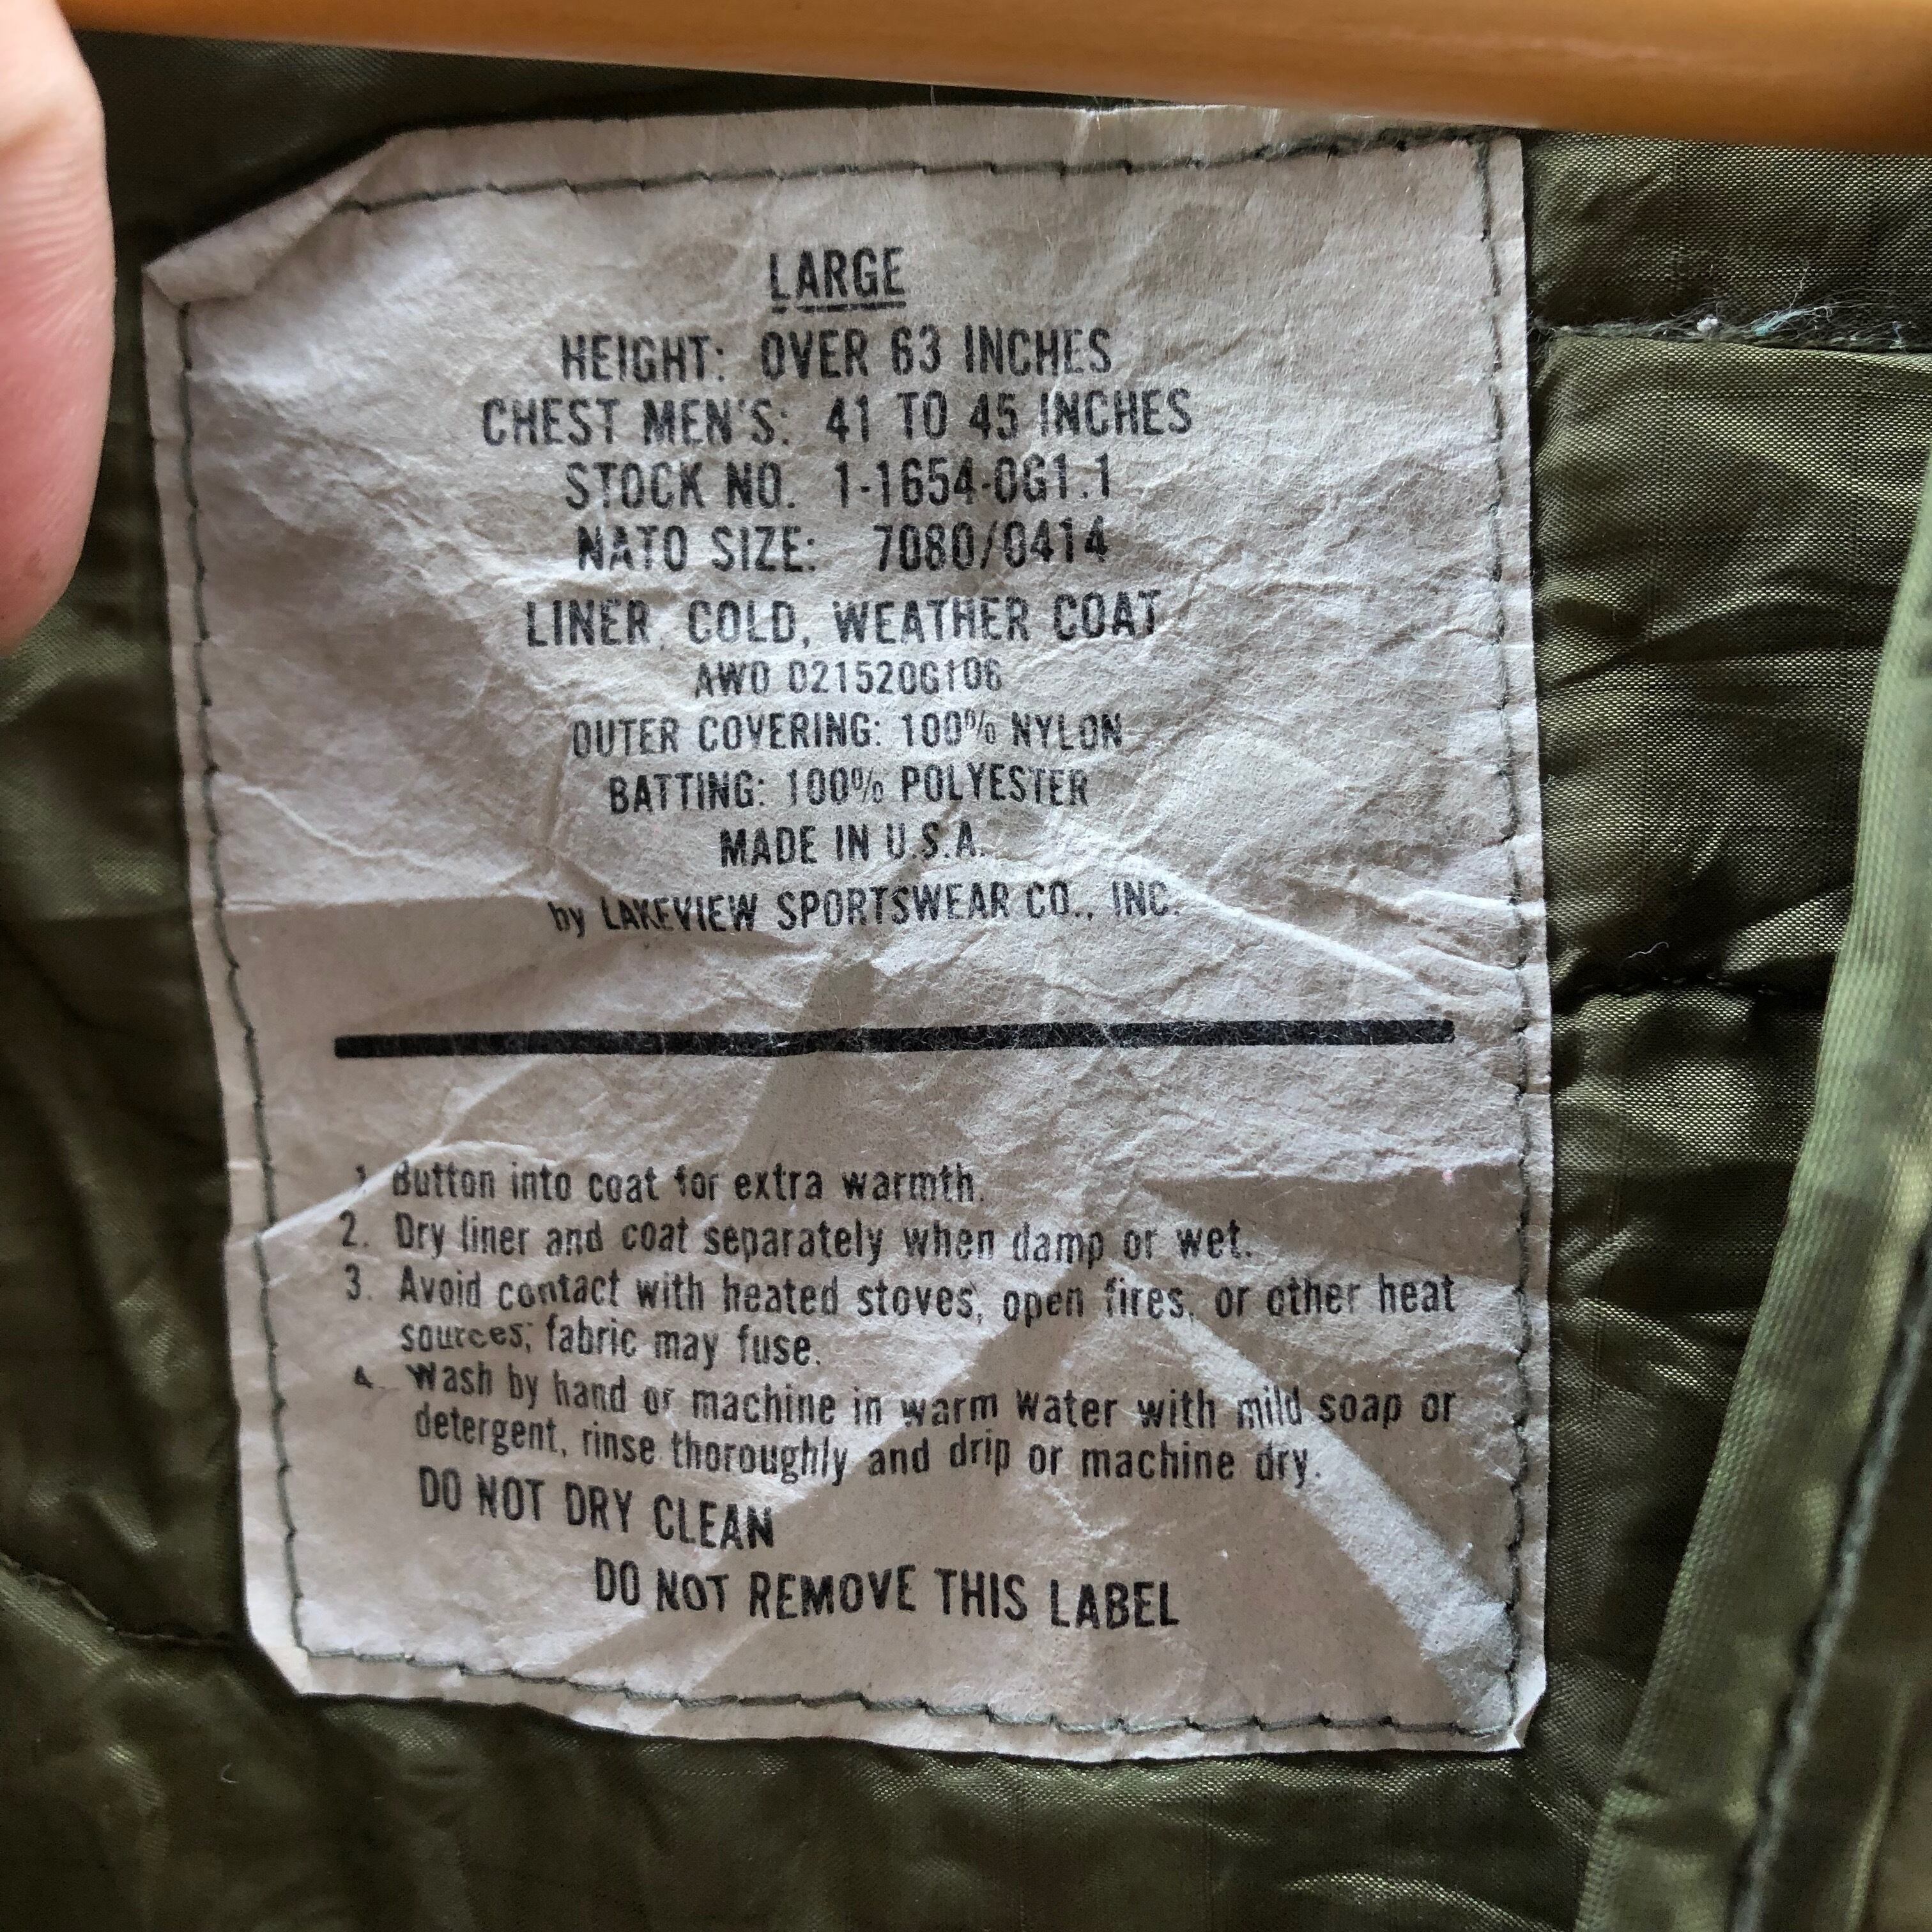 LARGE
HEIGHT: OVER 63 INCHES
CHEST MEN'S: 41 TO 45 INCHES
STOCK NO. 1-1654-0G1.1
NATO SIZE: 7080/0414
LINER, COLD, WEATHER COAT
AWD 021520G106
OUTER COVERING: 100% NYLON
BATTING: 100% POLYESTER
MADE IN U.S.A.
by LAKEVIEW SPORTSWEAR CO., INC.
1. Button into coat for extra warmth.
2. Dry liner and coat separately when damp or wet.
3. Avoid contact with heated stoves, open fires, or other heat
sources; fabric may fuse.
4. Wash by hand or machine in warm water with mild soap or
detergent, rinse thoroughly and drip or machine dry.
DO NOT DRY CLEAN
DO NOT REMOVE THIS LABEL